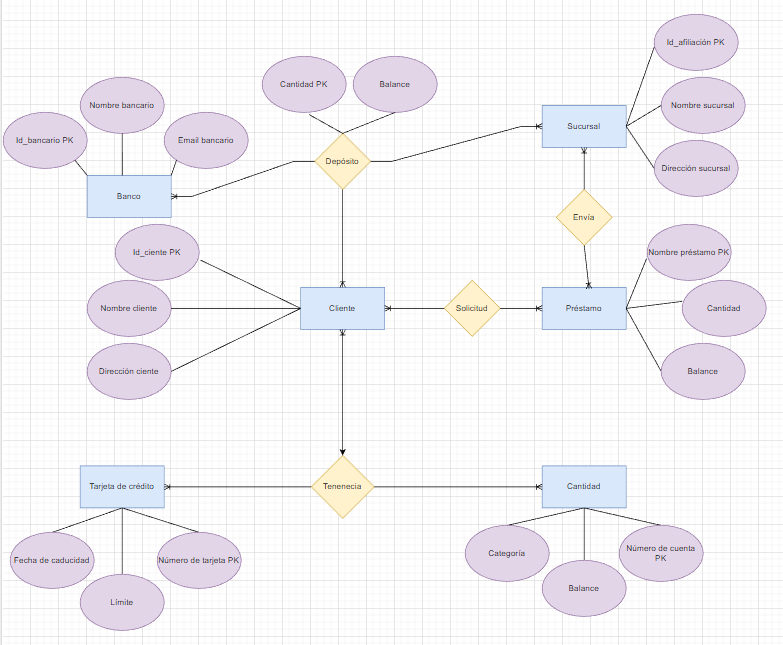 Id_afiliación PK
Cantidad PK
Balance
Nombre bancario
Nombre sucursal
Sucursal
Id_bancario PK
Email bancario
Depósito
Dirección sucursal
Banco
Envía
Id_ciente PK
Nombre préstamo PK
Nombre cliente
Cliente
Solicitud
Préstamo
Cantidad
Dirección ciente
Balance
Tarjeta de crédito
Tenenecia
Cantidad
Fecha de caducidad
Número de tarjeta PK
Categoría
Número de cuenta
PK
Límite
Balance